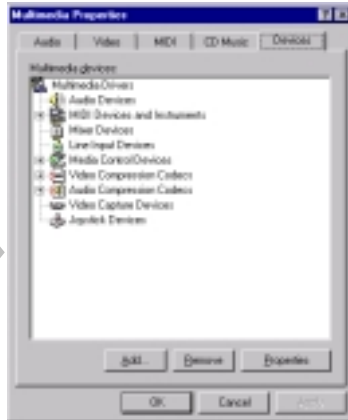 Multimedia Properties
Audio Video MIDI CD Music Devices
Multimedia devices:
Multimedia Drivers
Audio Devices
MIDI Devices and Instruments
Mixer Devices
Line Input Devices
Media Control Devices
Video Compression Codecs
Audio Compression Codecs
Video Capture Devices
Joystick Devices
Add... Remove Properties
OK Cancel Apply